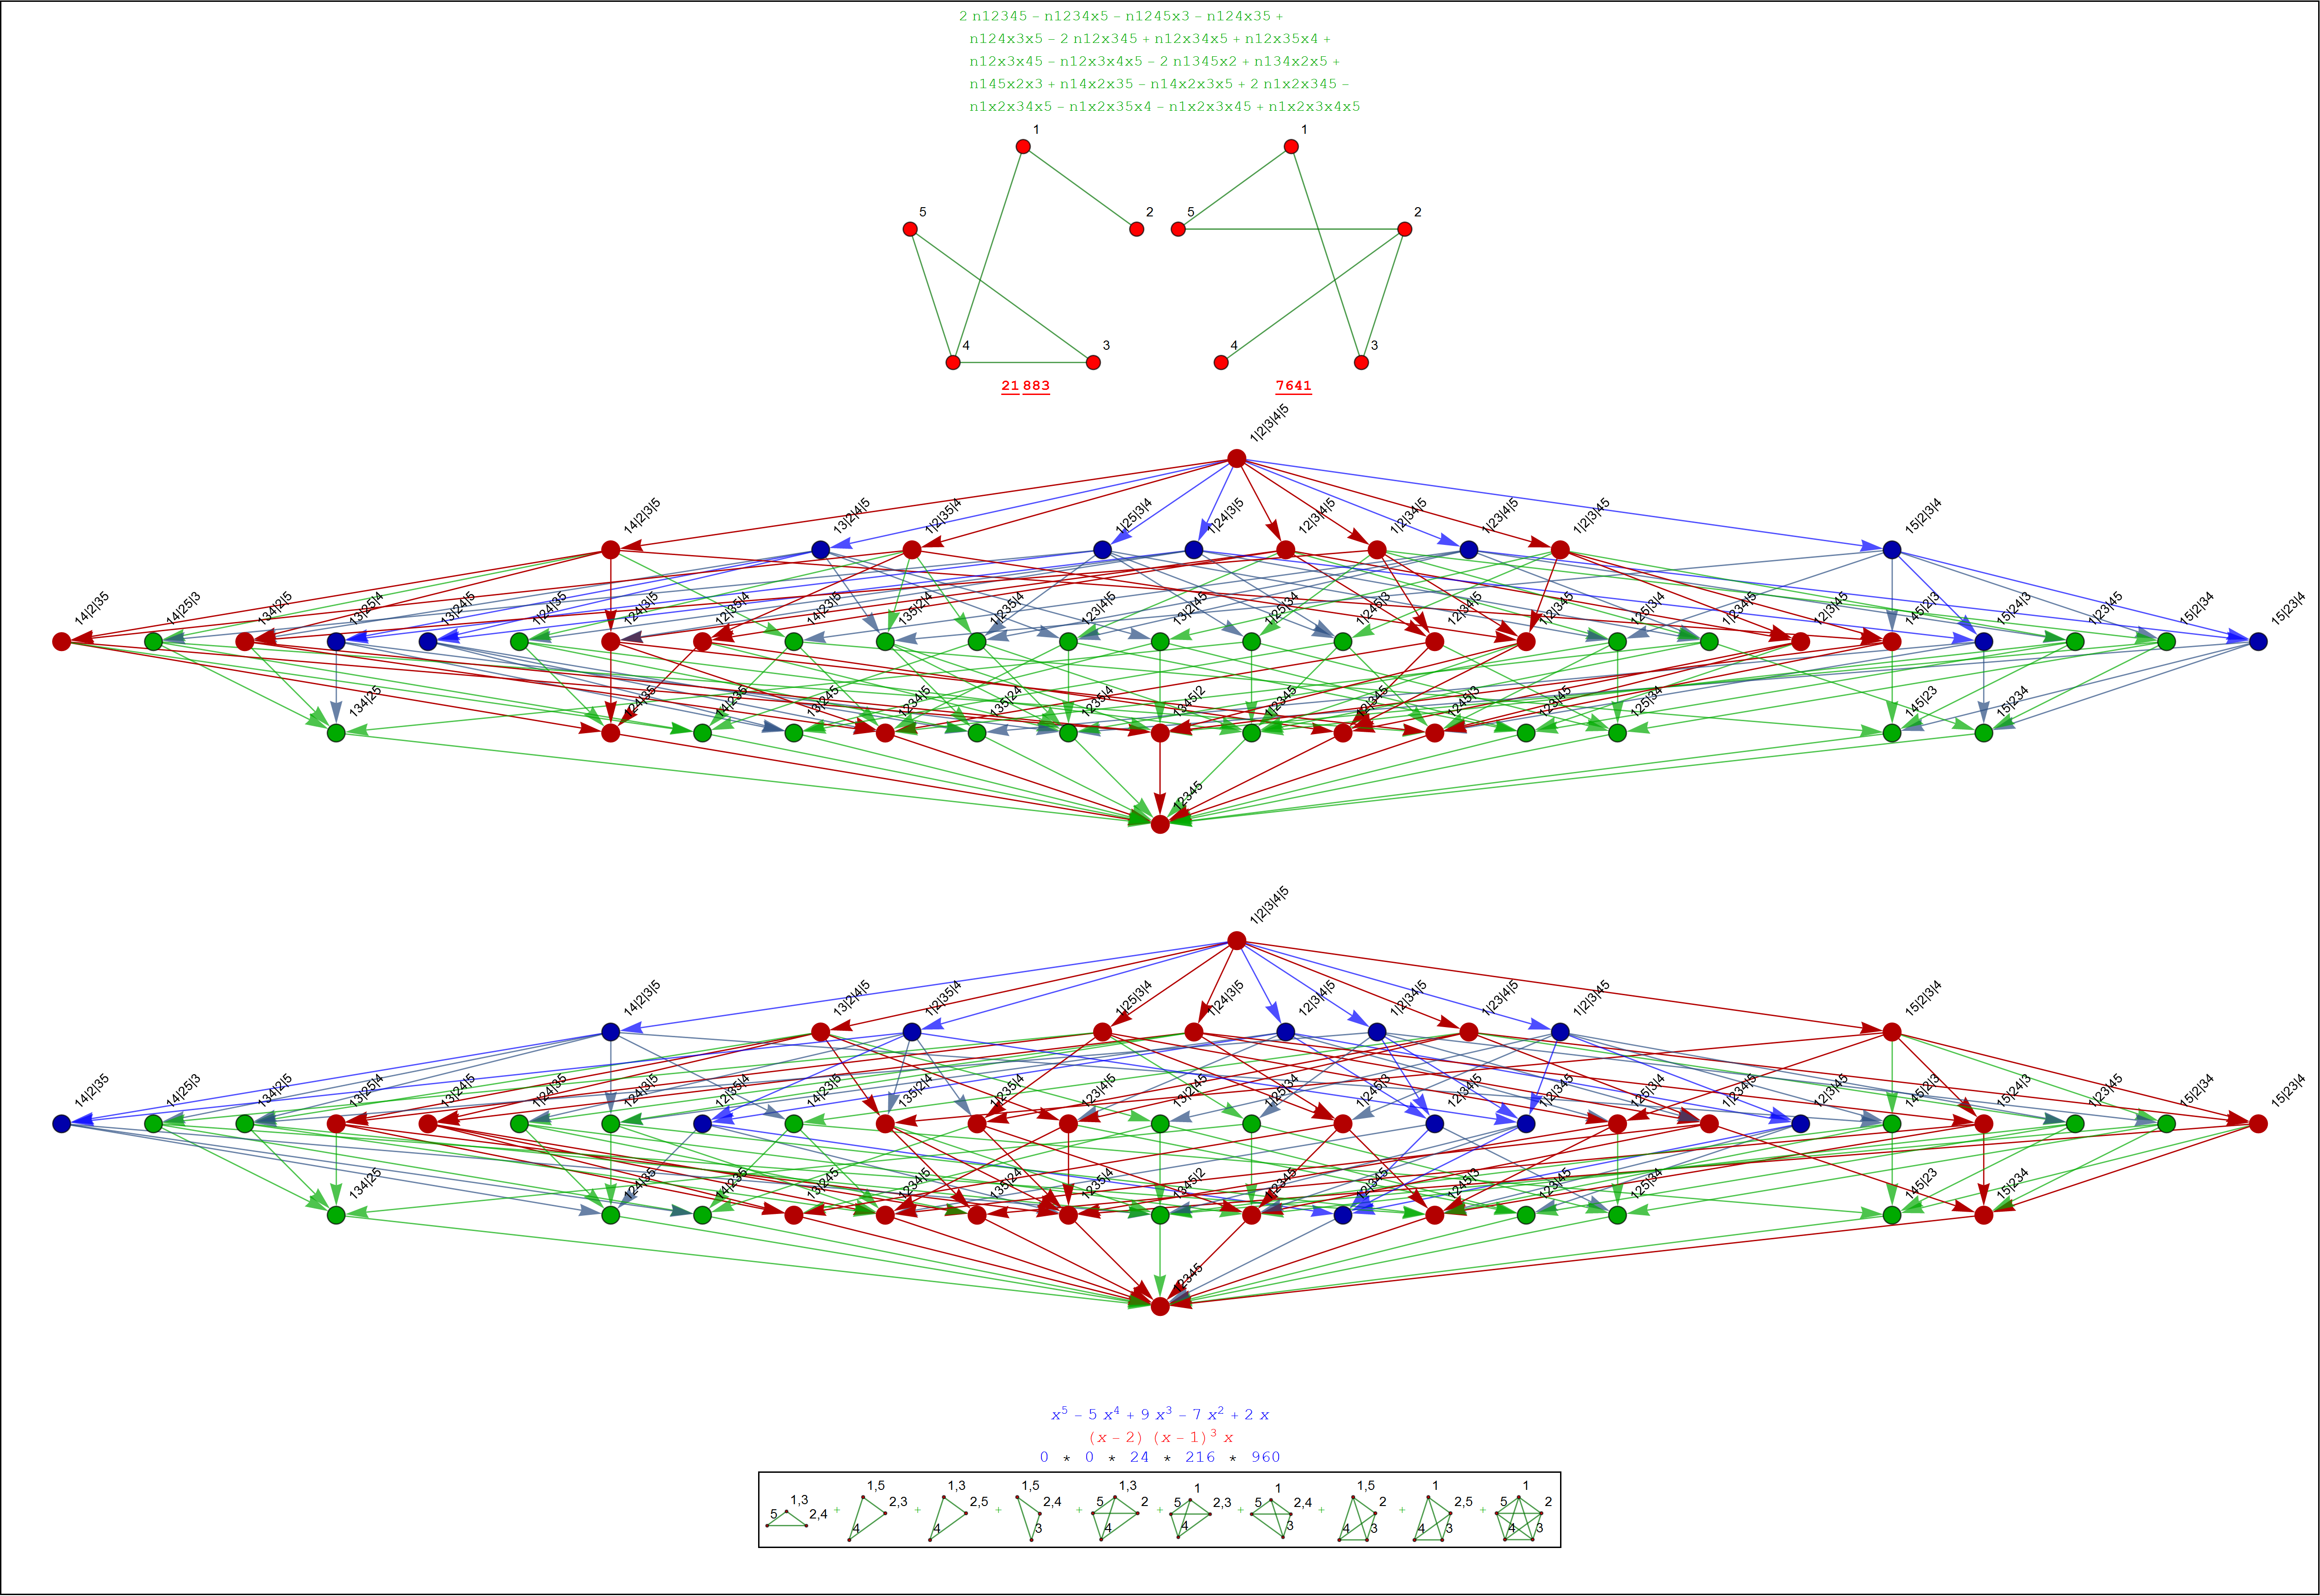 2 n12345 – n1234x5 – n1245x3 – n124x35 +
n124x3x5 – 2 n12x345 + n12x34x5 + n12x35x4 +
n12x3x45 – n12x3x4x5 – 2 n1345x2 + n134x2x5 +
n145x2x3 + n14x2x35 – n14x2x3x5 + 2 n1x2x345 –
n1x2x34x5 – n1x2x35x4 – n1x2x3x45 + n1x2x3x4x5
1 1
5 2 5 2
4 3 4 3
21 883 7641
1|2|3|4|5
14|2|3|5 13|2|4|5 1|2|35|4 1|25|3|4 1|24|3|5 12|3|4|5 1|2|34|5 1|23|4|5 1|2|3|45 15|2|3|4
14|2|35 14|25|3 134|2|5 13|25|4 13|24|5 1|24|35 124|3|5 12|35|4 14|23|5 135|2|4 1|235|4 123|4|5 13|2|45 1|25|34 1|245|3 12|34|5 1|2|345 125|3|4 1|234|5 12|3|45 145|2|3 15|24|3 1|23|45 15|2|34 15|23|4
134|25 124|35 14|235 13|245 1234|5 135|24 1235|4 1345|2 1|2345 12|345 1245|3 123|45 125|34 145|23 15|234
12345
1|2|3|4|5
14|2|3|5 13|2|4|5 1|2|35|4 1|25|3|4 1|24|3|5 12|3|4|5 1|2|34|5 1|23|4|5 1|2|3|45 15|2|3|4
14|2|35 14|25|3 134|2|5 13|25|4 13|24|5 1|24|35 124|3|5 12|35|4 14|23|5 135|2|4 1|235|4 123|4|5 13|2|45 1|25|34 1|245|3 12|34|5 1|2|345 125|3|4 1|234|5 12|3|45 145|2|3 15|24|3 1|23|45 15|2|34 15|23|4
134|25 124|35 14|235 13|245 1234|5 135|24 1235|4 1345|2 1|2345 12|345 1245|3 123|45 125|34 145|23 15|234
12345
x⁵ – 5 x⁴ + 9 x³ – 7 x² + 2 x
(x – 2) (x – 1)³ x
0 * 0 * 24 * 216 * 960
5 1,3 2,4 + 1,5 2,3 4 + 1,3 2,5 4 + 1,5 2,4 3 + 5 1,3 2 4 + 5 1 2,3 4 + 5 1 2,4 3 + 1,5 2 4 3 + 1 2,5 4 3 + 5 1 2 4 3